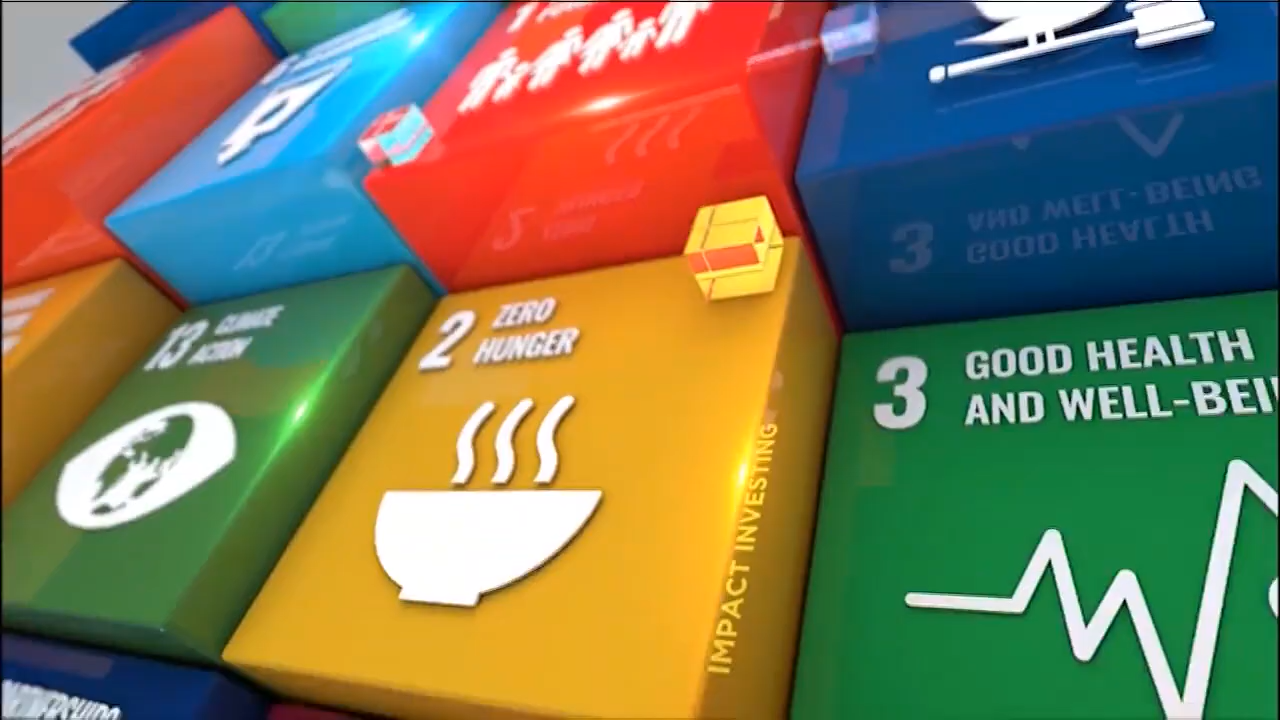 13 CLIMATE
ACTION
2 ZERO
HUNGER
IMPACT INVESTING
3 AND WELL-BEING
GOOD HEALTH
3 GOOD HEALTH
AND WELL-BEI